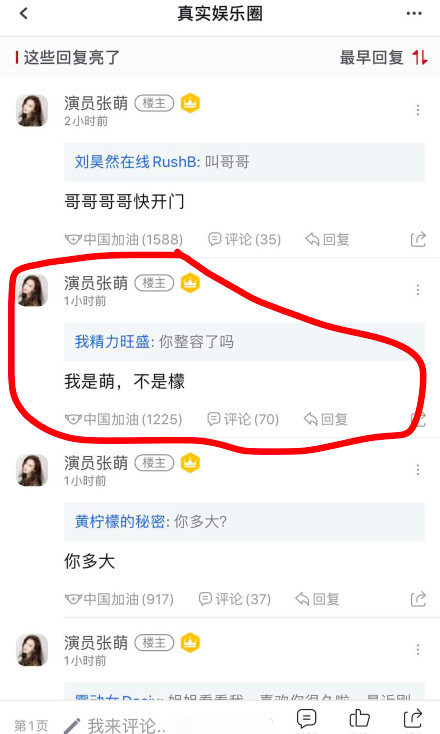 真实娱乐圈
这些回复亮了
最早回复
演员张萌 楼主
2小时前
刘昊然在线RushB: 叫哥哥
哥哥哥哥快开门
中国加油(1588) 评论(35) 回复
演员张萌 楼主
1小时前
我精力旺盛: 你整容了吗
我是萌，不是檬
中国加油(1225) 评论(70) 回复
演员张萌 楼主
1小时前
黄柠檬的秘密: 你多大?
你多大
中国加油(917) 评论(37) 回复
演员张萌 楼主
1小时前
第1页 我来评论..